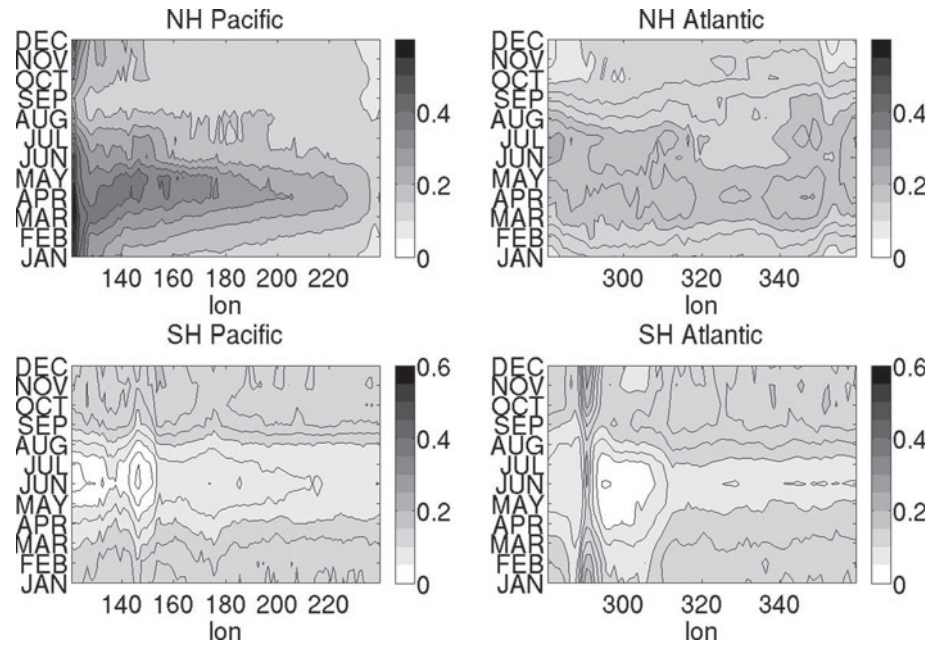 NH Pacific
DEC
NOV
OCT
SEP
AUG
JUL
JUN
MAY
APR
MAR
FEB
JAN
140 160 180 200 220
lon
0.4
0.2
0
NH Atlantic
DEC
NOV
OCT
SEP
AUG
JUL
JUN
MAY
APR
MAR
FEB
JAN
300 320 340
lon
0.4
0.2
0
SH Pacific
DEC
NOV
OCT
SEP
AUG
JUL
JUN
MAY
APR
MAR
FEB
JAN
140 160 180 200 220
lon
0.6
0.4
0.2
0
SH Atlantic
DEC
NOV
OCT
SEP
AUG
JUL
JUN
MAY
APR
MAR
FEB
JAN
300 320 340
lon
0.6
0.4
0.2
0